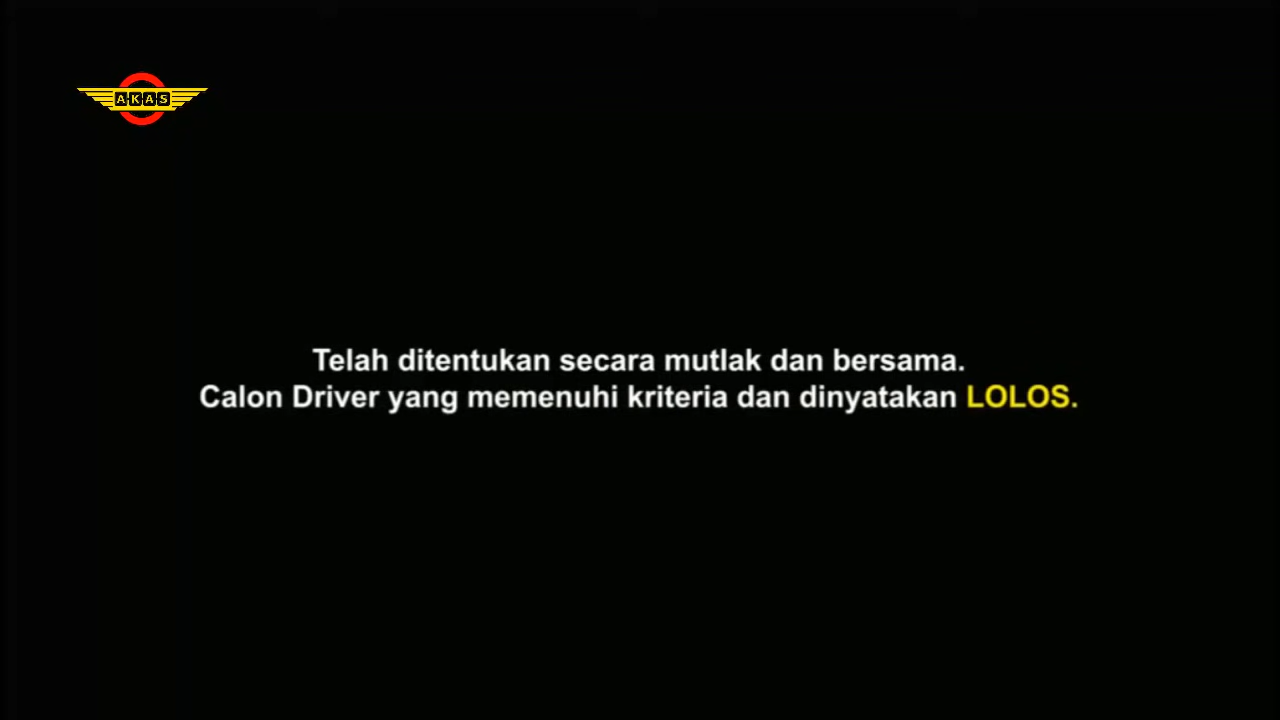 AKAS
Telah ditentukan secara mutlak dan bersama.
Calon Driver yang memenuhi kriteria dan dinyatakan LOLOS.